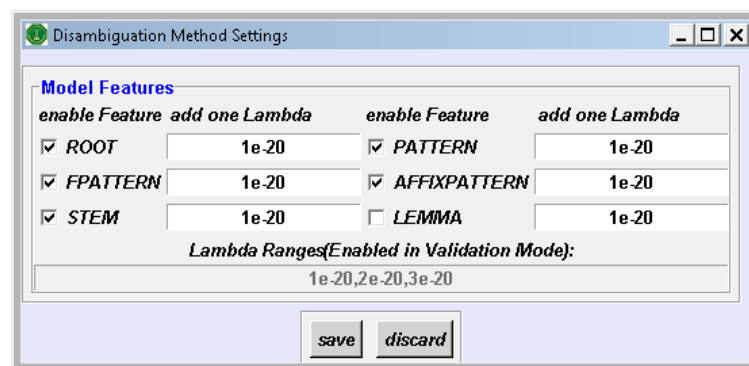 Disambiguation Method Settings
Model Features
enable Feature add one Lambda enable Feature add one Lambda
ROOT 1e-20 PATTERN 1e-20
FPATTERN 1e-20 AFFIXPATTERN 1e-20
STEM 1e-20 LEMMA 1e-20
Lambda Ranges(Enabled in Validation Mode):
1e-20,2e-20,3e-20
save discard